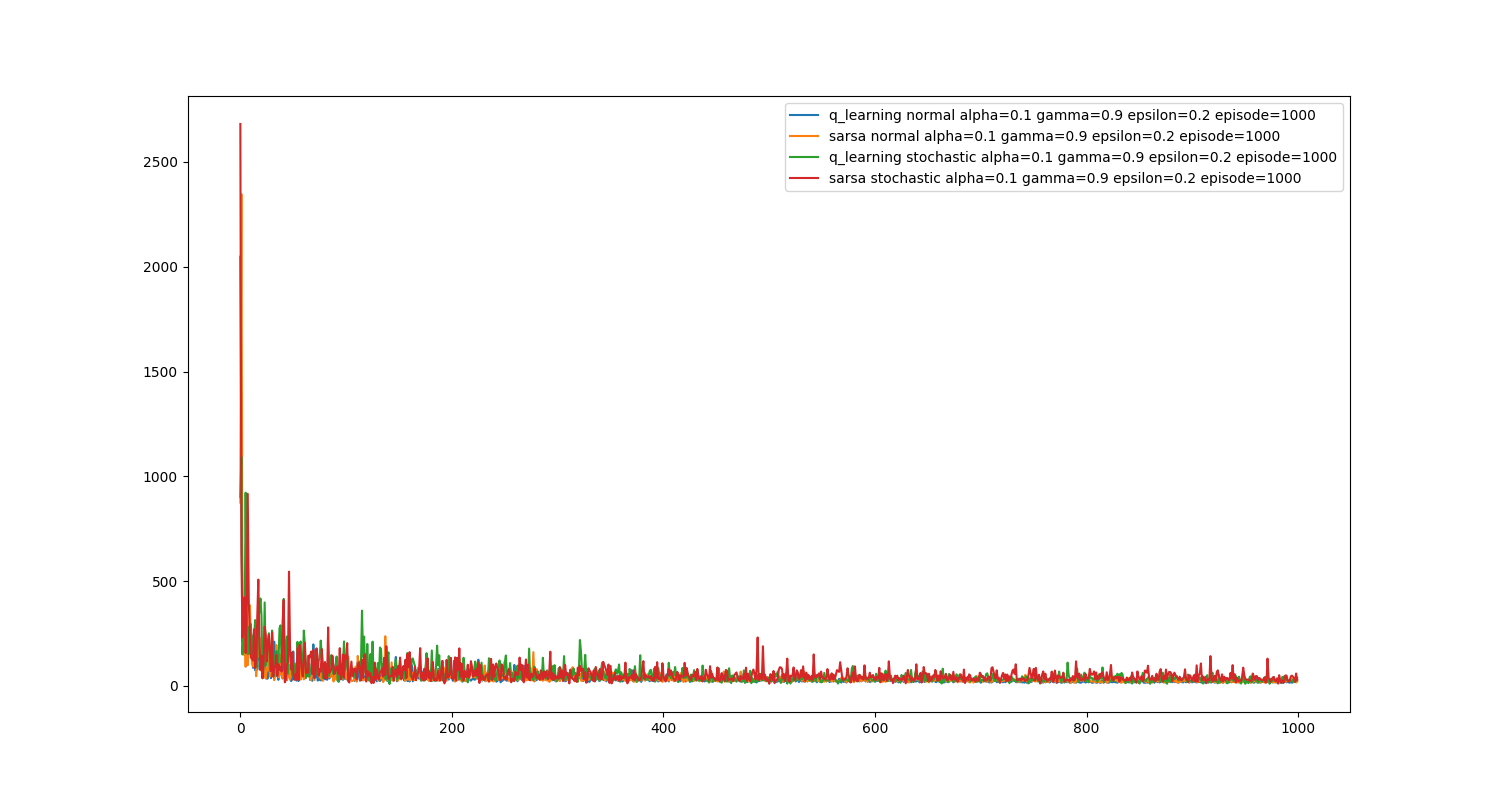 q_learning normal alpha=0.1 gamma=0.9 epsilon=0.2 episode=1000
sarsa normal alpha=0.1 gamma=0.9 epsilon=0.2 episode=1000
q_learning stochastic alpha=0.1 gamma=0.9 epsilon=0.2 episode=1000
sarsa stochastic alpha=0.1 gamma=0.9 epsilon=0.2 episode=1000
2500
2000
1500
1000
500
0
0 200 400 600 800 1000